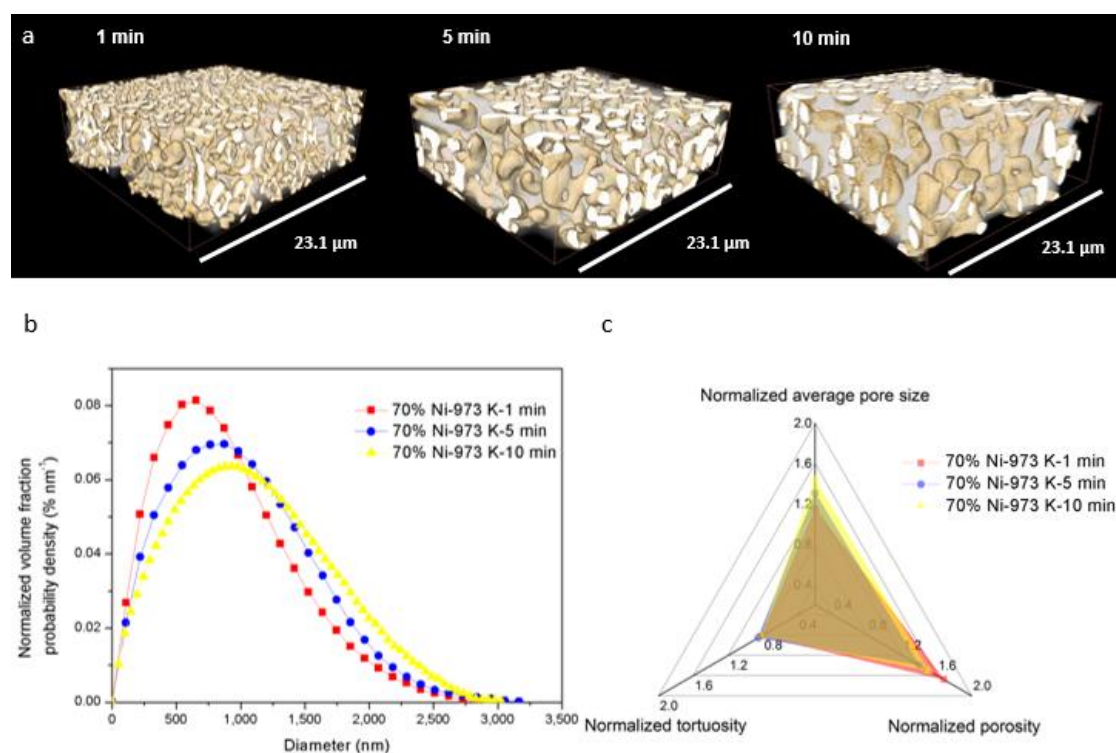 a
1 min
5 min
10 min
23.1 µm
23.1 µm
23.1 µm
b
c
Normalized volume fraction
probability density (% nm⁻¹)
0.08
0.06
0.04
0.02
0.00
0
500
1,000
1,500
2,000
2,500
3,000
3,500
Diameter (nm)
70% Ni-973 K-1 min
70% Ni-973 K-5 min
70% Ni-973 K-10 min
Normalized average pore size
2.0
1.6
1.2
0.8
0.4
70% Ni-973 K-1 min
70% Ni-973 K-5 min
70% Ni-973 K-10 min
0.4
0.8
1.2
1.6
2.0
Normalized tortuosity
0.4
0.8
1.2
1.6
2.0
Normalized porosity